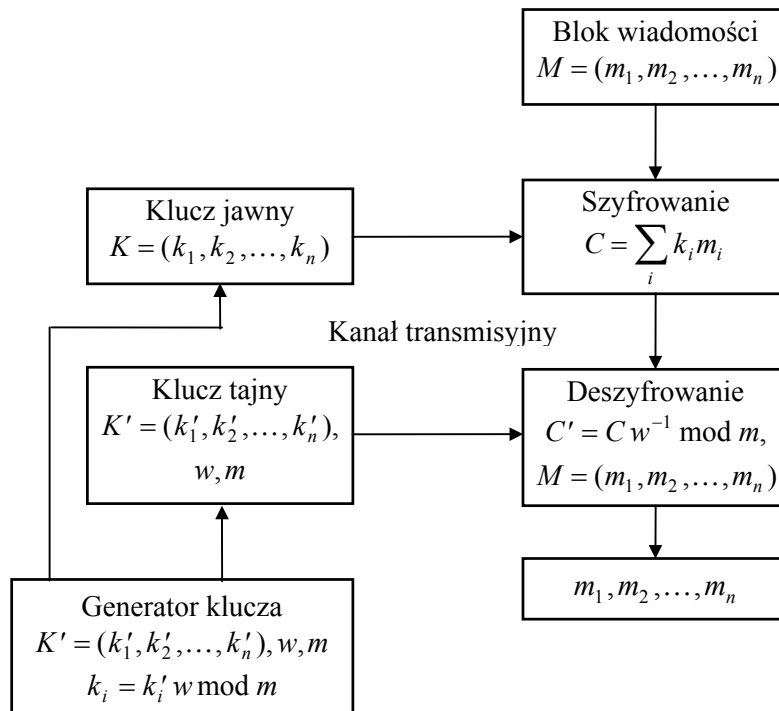 Blok wiadomości
M = (m₁, m₂, …, mₙ)
Klucz jawny
K = (k₁, k₂, …, kₙ)
Szyfrowanie
C = ∑ kᵢ mᵢ
i
Kanał transmisyjny
Klucz tajny
K′ = (k′₁, k′₂, …, k′ₙ),
w, m
Deszyfrowanie
C′ = C w⁻¹ mod m,
M = (m₁, m₂, …, mₙ)
m₁, m₂, …, mₙ
Generator klucza
K′ = (k′₁, k′₂, …, k′ₙ), w, m
kᵢ = kᵢ′ w mod m